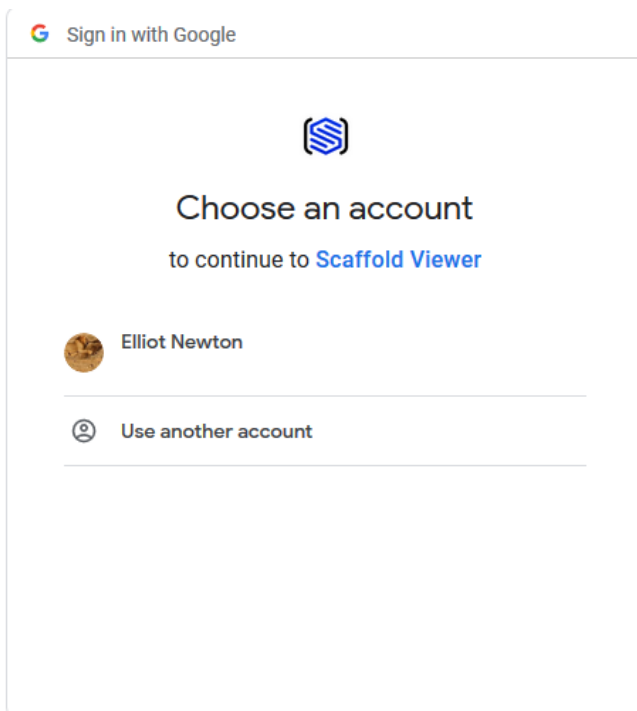 Sign in with Google
Choose an account
to continue to Scaffold Viewer
Elliot Newton
Use another account